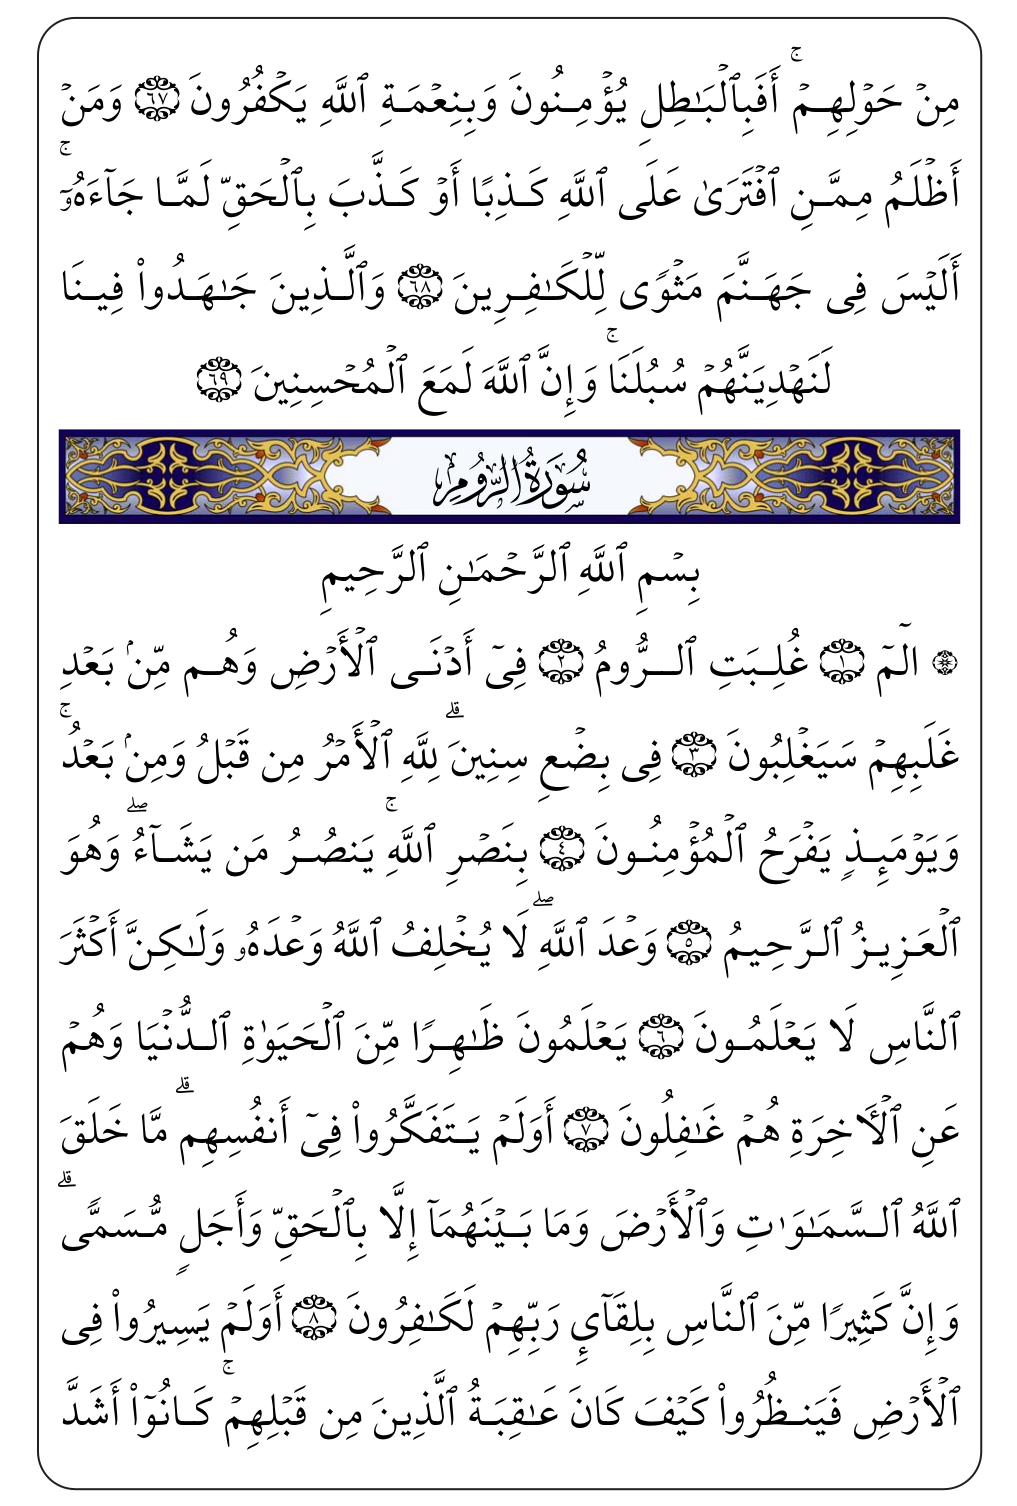 مِنْ حَوْلِهِمْ ۚ أَفَبِٱلْبَـٰطِلِ يُؤْمِنُونَ وَبِنِعْمَةِ ٱللَّهِ يَكْفُرُونَ ٦٧ وَمَنْ
أَظْلَمُ مِمَّنِ ٱفْتَرَىٰ عَلَى ٱللَّهِ كَذِبًا أَوْ كَذَّبَ بِٱلْحَقِّ لَمَّا جَآءَهُۥٓ ۚ
أَلَيْسَ فِى جَهَنَّمَ مَثْوًى لِّلْكَـٰفِرِينَ ٦٨ وَٱلَّذِينَ جَـٰهَدُوا۟ فِينَا
لَنَهْدِيَنَّهُمْ سُبُلَنَا ۚ وَإِنَّ ٱللَّهَ لَمَعَ ٱلْمُحْسِنِينَ ٦٩
سُورَةُ الرُّومِ
بِسْمِ ٱللَّهِ ٱلرَّحْمَـٰنِ ٱلرَّحِيمِ
۞ الٓمٓ ١ غُلِبَتِ ٱلرُّومُ ٢ فِىٓ أَدْنَى ٱلْأَرْضِ وَهُم مِّنۢ بَعْدِ
غَلَبِهِمْ سَيَغْلِبُونَ ٣ فِى بِضْعِ سِنِينَ ۗ لِلَّهِ ٱلْأَمْرُ مِن قَبْلُ وَمِنۢ بَعْدُ ۚ
وَيَوْمَئِذٍ يَفْرَحُ ٱلْمُؤْمِنُونَ ٤ بِنَصْرِ ٱللَّهِ ۚ يَنصُرُ مَن يَشَآءُ ۖ وَهُوَ
ٱلْعَزِيزُ ٱلرَّحِيمُ ٥ وَعْدَ ٱللَّهِ ۖ لَا يُخْلِفُ ٱللَّهُ وَعْدَهُۥ وَلَـٰكِنَّ أَكْثَرَ
ٱلنَّاسِ لَا يَعْلَمُونَ ٦ يَعْلَمُونَ ظَـٰهِرًا مِّنَ ٱلْحَيَوٰةِ ٱلدُّنْيَا وَهُمْ
عَنِ ٱلْـَٔاخِرَةِ هُمْ غَـٰفِلُونَ ٧ أَوَلَمْ يَتَفَكَّرُوا۟ فِىٓ أَنفُسِهِم ۗ مَّا خَلَقَ
ٱللَّهُ ٱلسَّمَـٰوَٰتِ وَٱلْأَرْضَ وَمَا بَيْنَهُمَآ إِلَّا بِٱلْحَقِّ وَأَجَلٍ مُّسَمًّى ۗ
وَإِنَّ كَثِيرًا مِّنَ ٱلنَّاسِ بِلِقَآئِ رَبِّهِمْ لَكَـٰفِرُونَ ٨ أَوَلَمْ يَسِيرُوا۟ فِى
ٱلْأَرْضِ فَيَنظُرُوا۟ كَيْفَ كَانَ عَـٰقِبَةُ ٱلَّذِينَ مِن قَبْلِهِمْ ۚ كَانُوٓا۟ أَشَدَّ